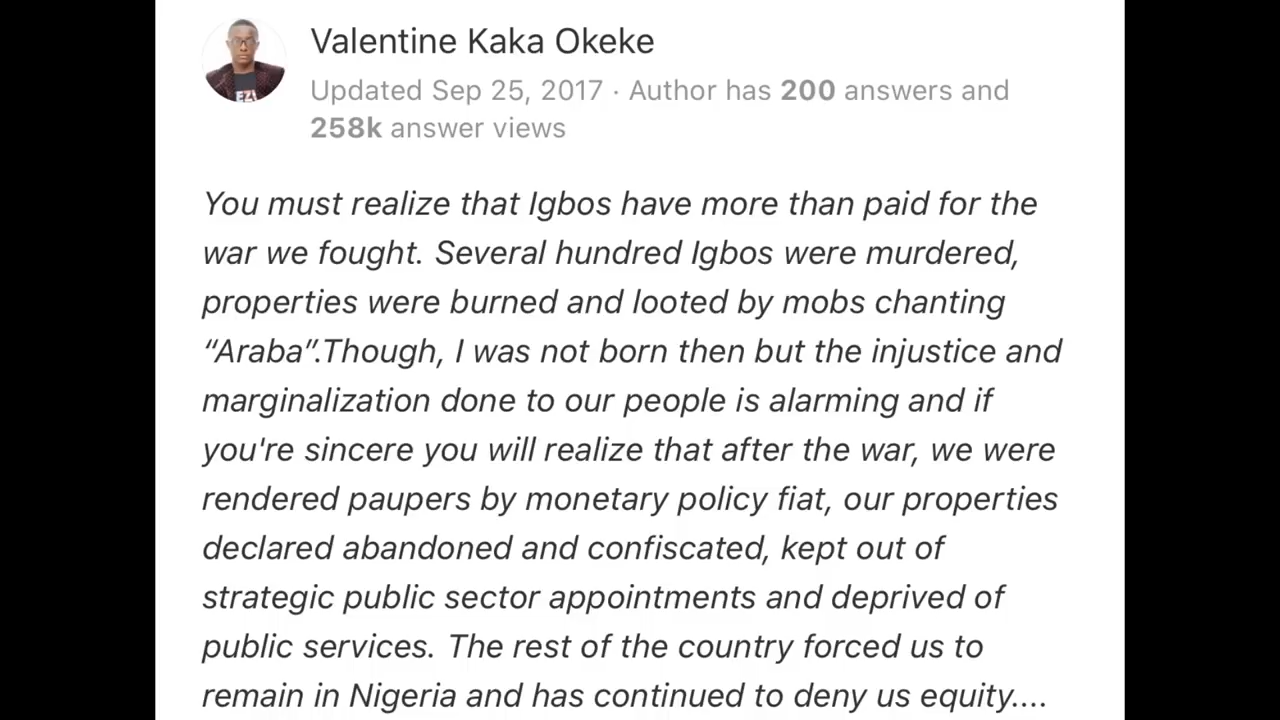 Valentine Kaka Okeke
Updated Sep 25, 2017 · Author has 200 answers and
258k answer views
You must realize that Igbos have more than paid for the
war we fought. Several hundred Igbos were murdered,
properties were burned and looted by mobs chanting
“Araba”.Though, I was not born then but the injustice and
marginalization done to our people is alarming and if
you're sincere you will realize that after the war, we were
rendered paupers by monetary policy fiat, our properties
declared abandoned and confiscated, kept out of
strategic public sector appointments and deprived of
public services. The rest of the country forced us to
remain in Nigeria and has continued to deny us equity....